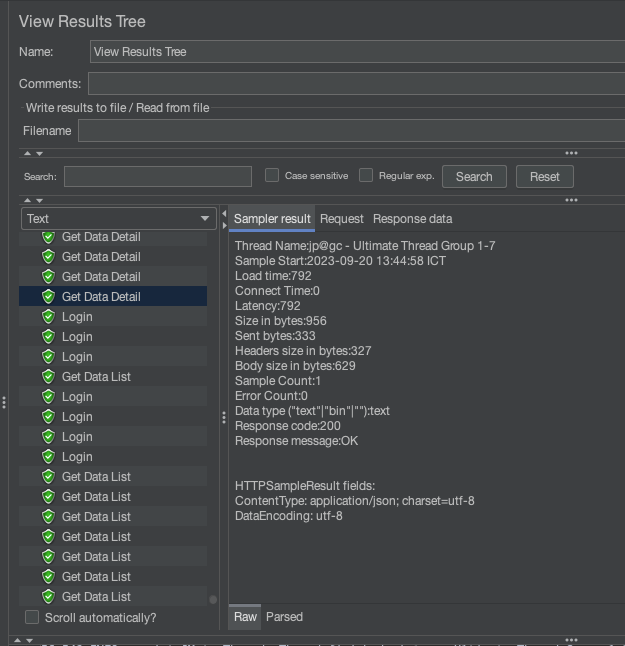 View Results Tree
Name: View Results Tree
Comments:
Write results to file / Read from file
Filename
Search: Case sensitive Regular exp. Search Reset
Text
Sampler result Request Response data
Get Data Detail
Get Data Detail
Get Data Detail
Get Data Detail
Login
Login
Login
Get Data List
Login
Login
Login
Login
Get Data List
Get Data List
Get Data List
Get Data List
Get Data List
Get Data List
Get Data List
Scroll automatically?
Thread Name:jp@gc - Ultimate Thread Group 1-7
Sample Start:2023-09-20 13:44:58 ICT
Load time:792
Connect Time:0
Latency:792
Size in bytes:956
Sent bytes:333
Headers size in bytes:327
Body size in bytes:629
Sample Count:1
Error Count:0
Data type ("text"|"bin"|""):text
Response code:200
Response message:OK
HTTPSampleResult fields:
ContentType: application/json; charset=utf-8
DataEncoding: utf-8
Raw Parsed